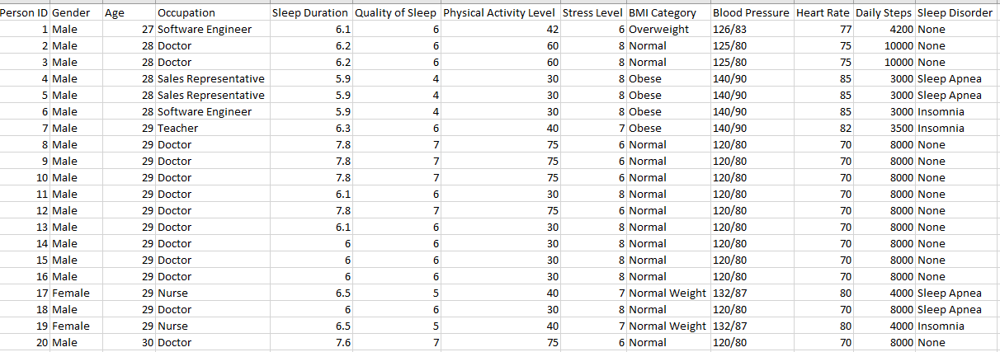 Person ID Gender Age Occupation Sleep Duration Quality of Sleep Physical Activity Level Stress Level BMI Category Blood Pressure Heart Rate Daily Steps Sleep Disorder
1 Male 27 Software Engineer 6.1 6 42 6 Overweight 126/83 77 4200 None
2 Male 28 Doctor 6.2 6 60 8 Normal 125/80 75 10000 None
3 Male 28 Doctor 6.2 6 60 8 Normal 125/80 75 10000 None
4 Male 28 Sales Representative 5.9 4 30 8 Obese 140/90 85 3000 Sleep Apnea
5 Male 28 Sales Representative 5.9 4 30 8 Obese 140/90 85 3000 Sleep Apnea
6 Male 28 Software Engineer 5.9 4 30 8 Obese 140/90 85 3000 Insomnia
7 Male 29 Teacher 6.3 6 40 7 Obese 140/90 82 3500 Insomnia
8 Male 29 Doctor 7.8 7 75 6 Normal 120/80 70 8000 None
9 Male 29 Doctor 7.8 7 75 6 Normal 120/80 70 8000 None
10 Male 29 Doctor 7.8 7 75 6 Normal 120/80 70 8000 None
11 Male 29 Doctor 6.1 6 30 8 Normal 120/80 70 8000 None
12 Male 29 Doctor 7.8 7 75 6 Normal 120/80 70 8000 None
13 Male 29 Doctor 6.1 6 30 8 Normal 120/80 70 8000 None
14 Male 29 Doctor 6 6 30 8 Normal 120/80 70 8000 None
15 Male 29 Doctor 6 6 30 8 Normal 120/80 70 8000 None
16 Male 29 Doctor 6 6 30 8 Normal 120/80 70 8000 None
17 Female 29 Nurse 6.5 5 40 7 Normal Weight 132/87 80 4000 Sleep Apnea
18 Male 29 Doctor 6 6 30 8 Normal 120/80 70 8000 Sleep Apnea
19 Female 29 Nurse 6.5 5 40 7 Normal Weight 132/87 80 4000 Insomnia
20 Male 30 Doctor 7.6 7 75 6 Normal 120/80 70 8000 None